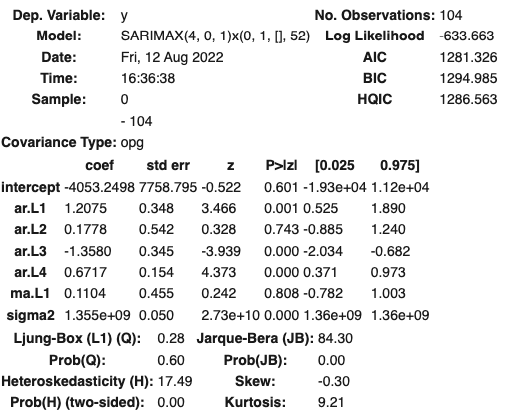 Dep. Variable: y No. Observations: 104
Model: SARIMAX(4, 0, 1)x(0, 1, [], 52) Log Likelihood -633.663
Date: Fri, 12 Aug 2022 AIC 1281.326
Time: 16:36:38 BIC 1294.985
Sample: 0 HQIC 1286.563
- 104
Covariance Type: opg
coef std err z P>|z| [0.025 0.975]
intercept -4053.2498 7758.795 -0.522 0.601 -1.93e+04 1.12e+04
ar.L1 1.2075 0.348 3.466 0.001 0.525 1.890
ar.L2 0.1778 0.542 0.328 0.743 -0.885 1.240
ar.L3 -1.3580 0.345 -3.939 0.000 -2.034 -0.682
ar.L4 0.6717 0.154 4.373 0.000 0.371 0.973
ma.L1 0.1104 0.455 0.242 0.808 -0.782 1.003
sigma2 1.355e+09 0.050 2.73e+10 0.000 1.36e+09 1.36e+09
Ljung-Box (L1) (Q): 0.28 Jarque-Bera (JB): 84.30
Prob(Q): 0.60 Prob(JB): 0.00
Heteroskedasticity (H): 17.49 Skew: -0.30
Prob(H) (two-sided): 0.00 Kurtosis: 9.21